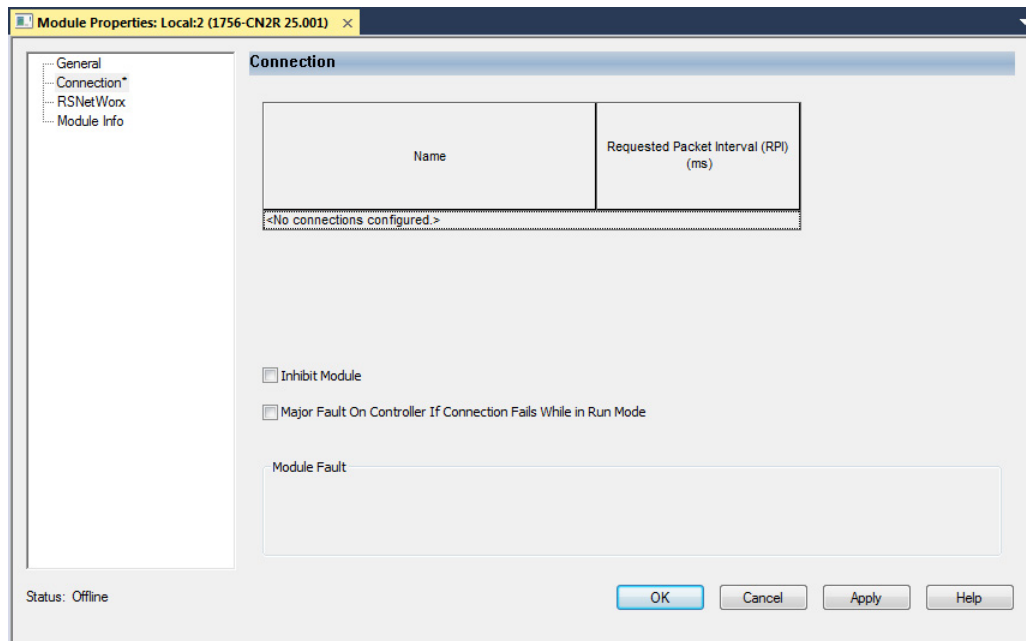 Module Properties: Local:2 (1756-CN2R 25.001) ×
General
Connection*
RSNetWorx
Module Info
Connection
Name
Requested Packet Interval (RPI)
(ms)
<No connections configured.>
Inhibit Module
Major Fault On Controller If Connection Fails While in Run Mode
Module Fault
Status: Offline
OK
Cancel
Apply
Help